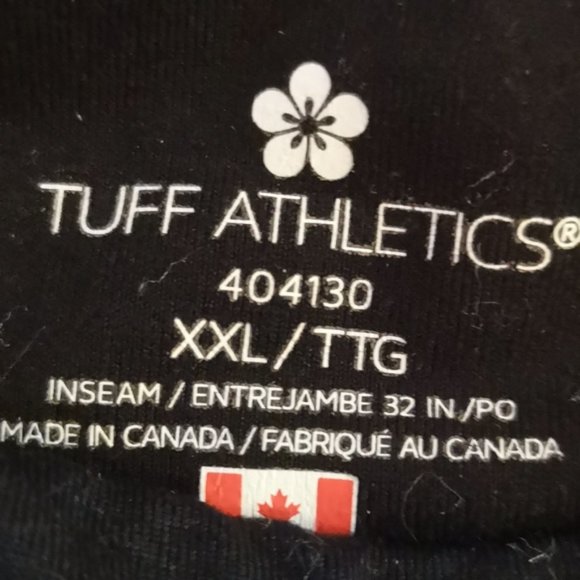 TUFF ATHLETICS®
404130
XXL / TTG
INSEAM / ENTREJAMBE 32 IN./PO
MADE IN CANADA / FABRIQUÉ AU CANADA